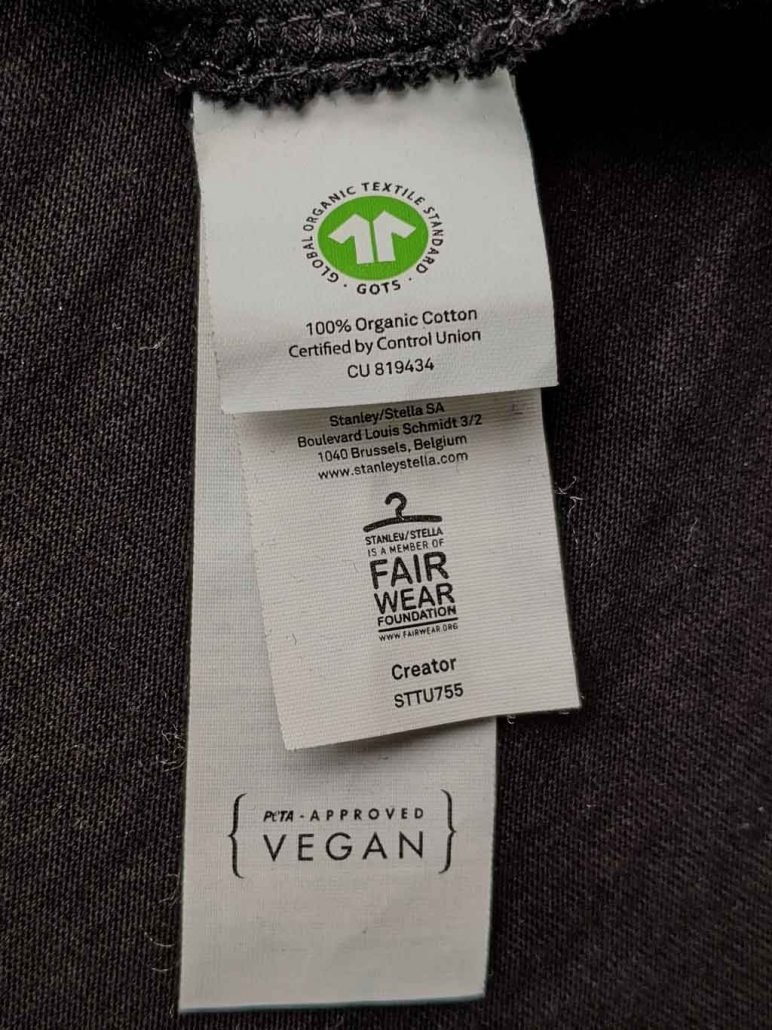 GLOBAL ORGANIC TEXTILE STANDARD
· GOTS ·
100% Organic Cotton
Certified by Control Union
CU 819434
Stanley/Stella SA
Boulevard Louis Schmidt 3/2
1040 Brussels, Belgium
www.stanleystella.com
STANLEY/STELLA
IS A MEMBER OF
FAIR
WEAR
FOUNDATION
WWW.FAIRWEAR.ORG
Creator
STTU755
PETA - APPROVED
VEGAN